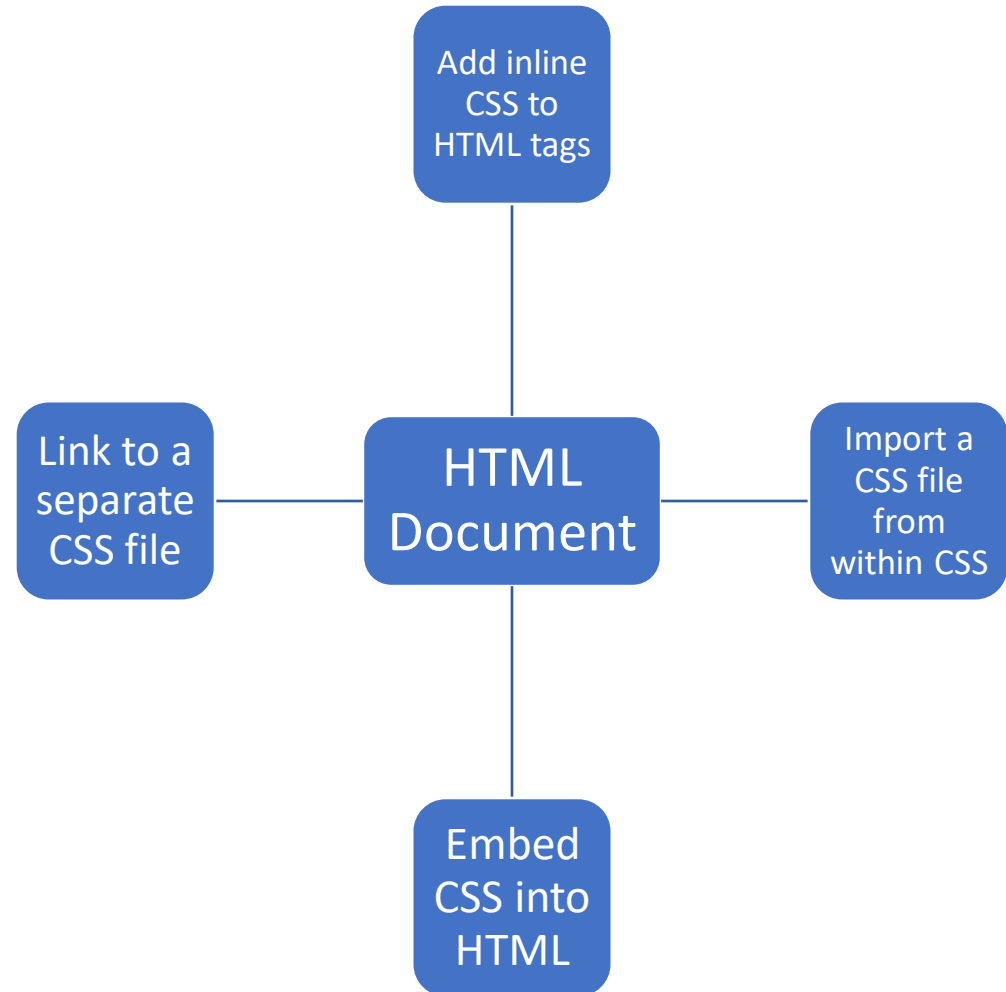 Add inline
CSS to
HTML tags
Link to a
separate
CSS file
HTML
Document
Import a
CSS file
from
within CSS
Embed
CSS into
HTML